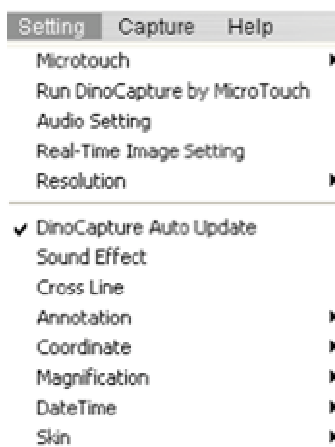 Setting Capture Help
Microtouch
Run DinoCapture by MicroTouch
Audio Setting
Real-Time Image Setting
Resolution
DinoCapture Auto Update
Sound Effect
Cross Line
Annotation
Coordinate
Magnification
DateTime
Skin